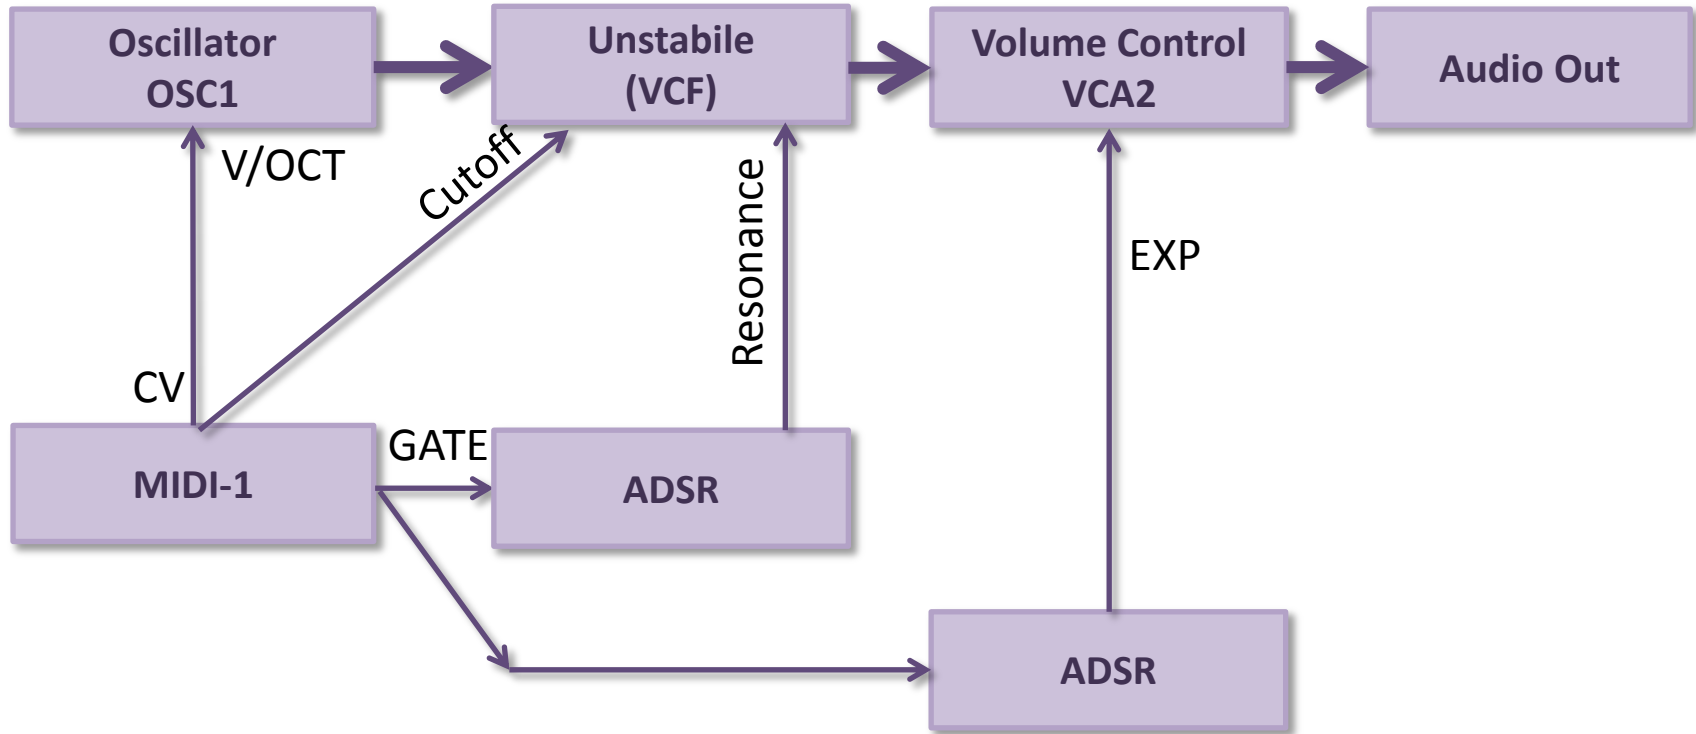 Oscillator
OSC1
Unstabile
(VCF)
Volume Control
VCA2
Audio Out
V/OCT
Cutoff
Resonance
EXP
CV
MIDI-1
GATE
ADSR
ADSR